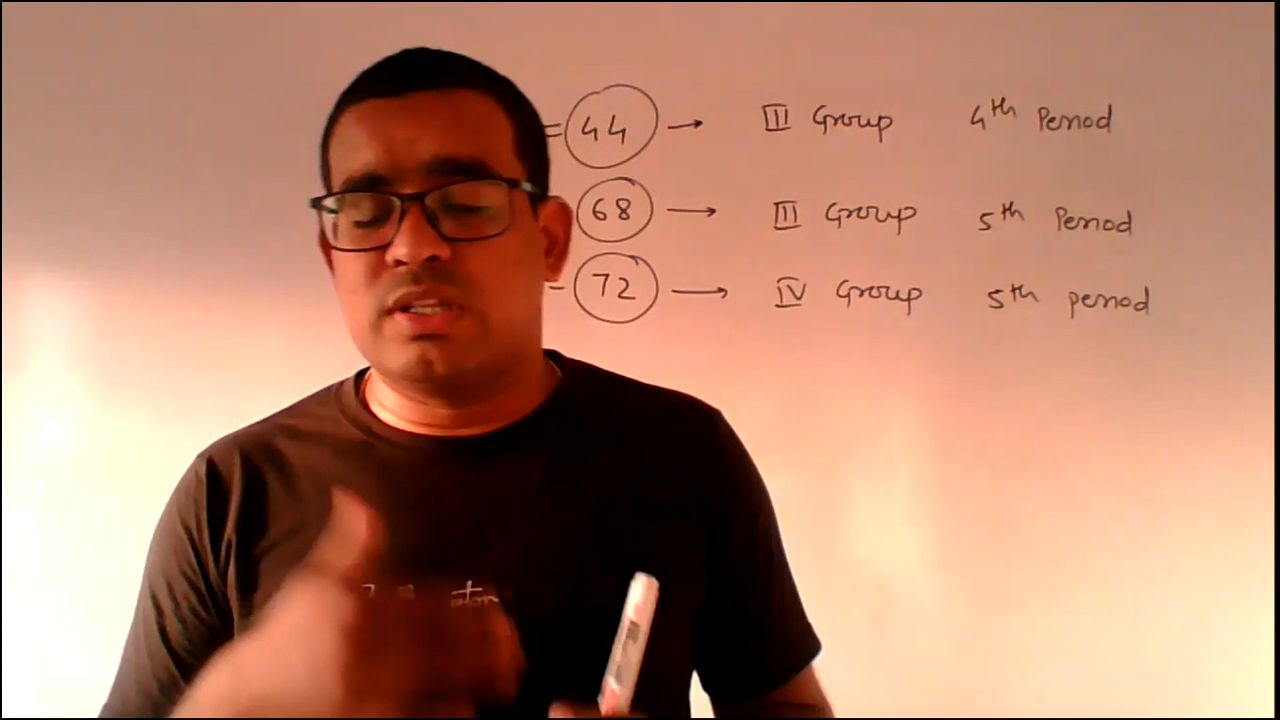 = 44 → III Group 4th Period
68 → III Group 5th Period
- 72 → IV Group 5th period